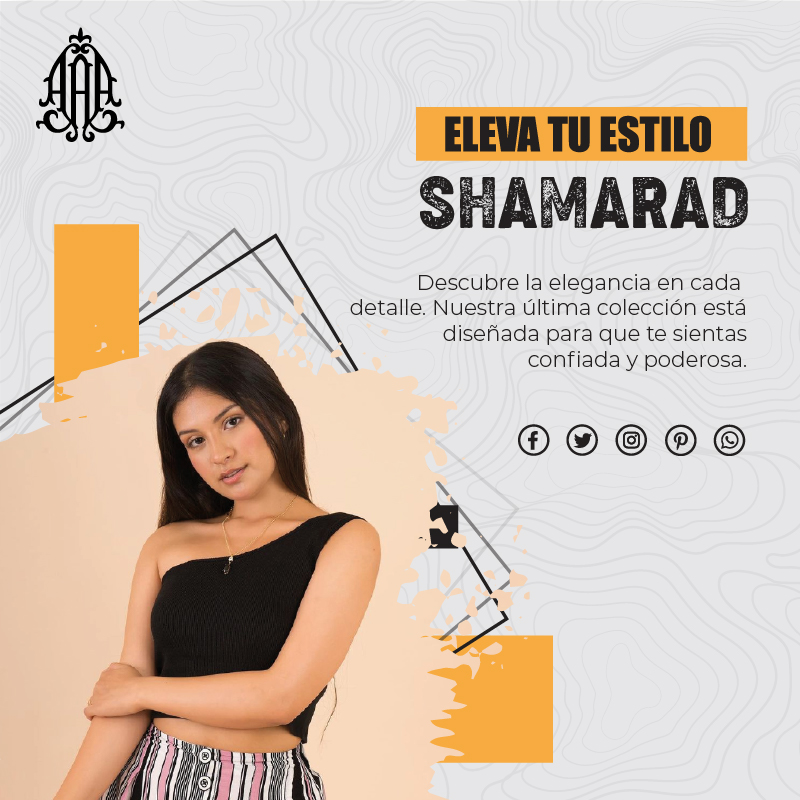 ELEVA TU ESTILO
SHAMARAD
Descubre la elegancia en cada
detalle. Nuestra última colección está
diseñada para que te sientas
confiada y poderosa.